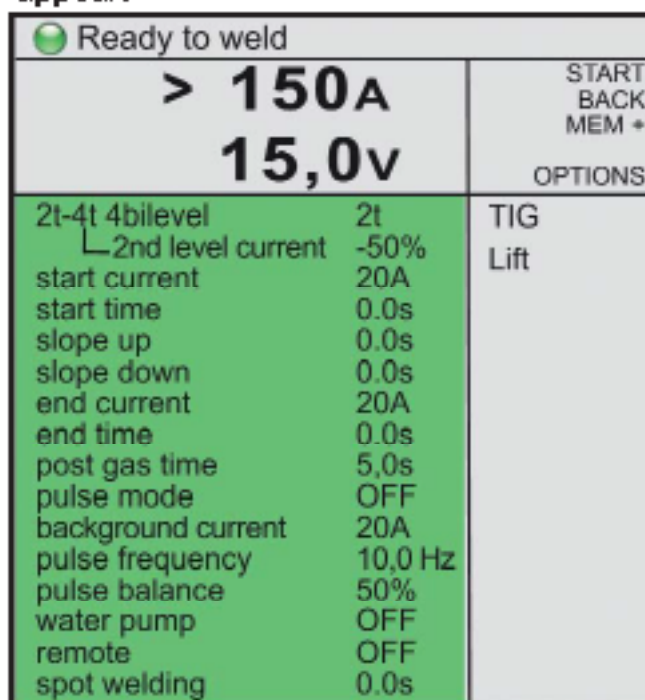 Ready to weld
> 150A
15,0V
START
BACK
MEM +
OPTIONS
2t-4t 4bilevel 2t
2nd level current -50%
start current 20A
start time 0.0s
slope up 0.0s
slope down 0.0s
end current 20A
end time 0.0s
post gas time 5,0s
pulse mode OFF
background current 20A
pulse frequency 10,0 Hz
pulse balance 50%
water pump OFF
remote OFF
spot welding 0.0s
TIG
Lift